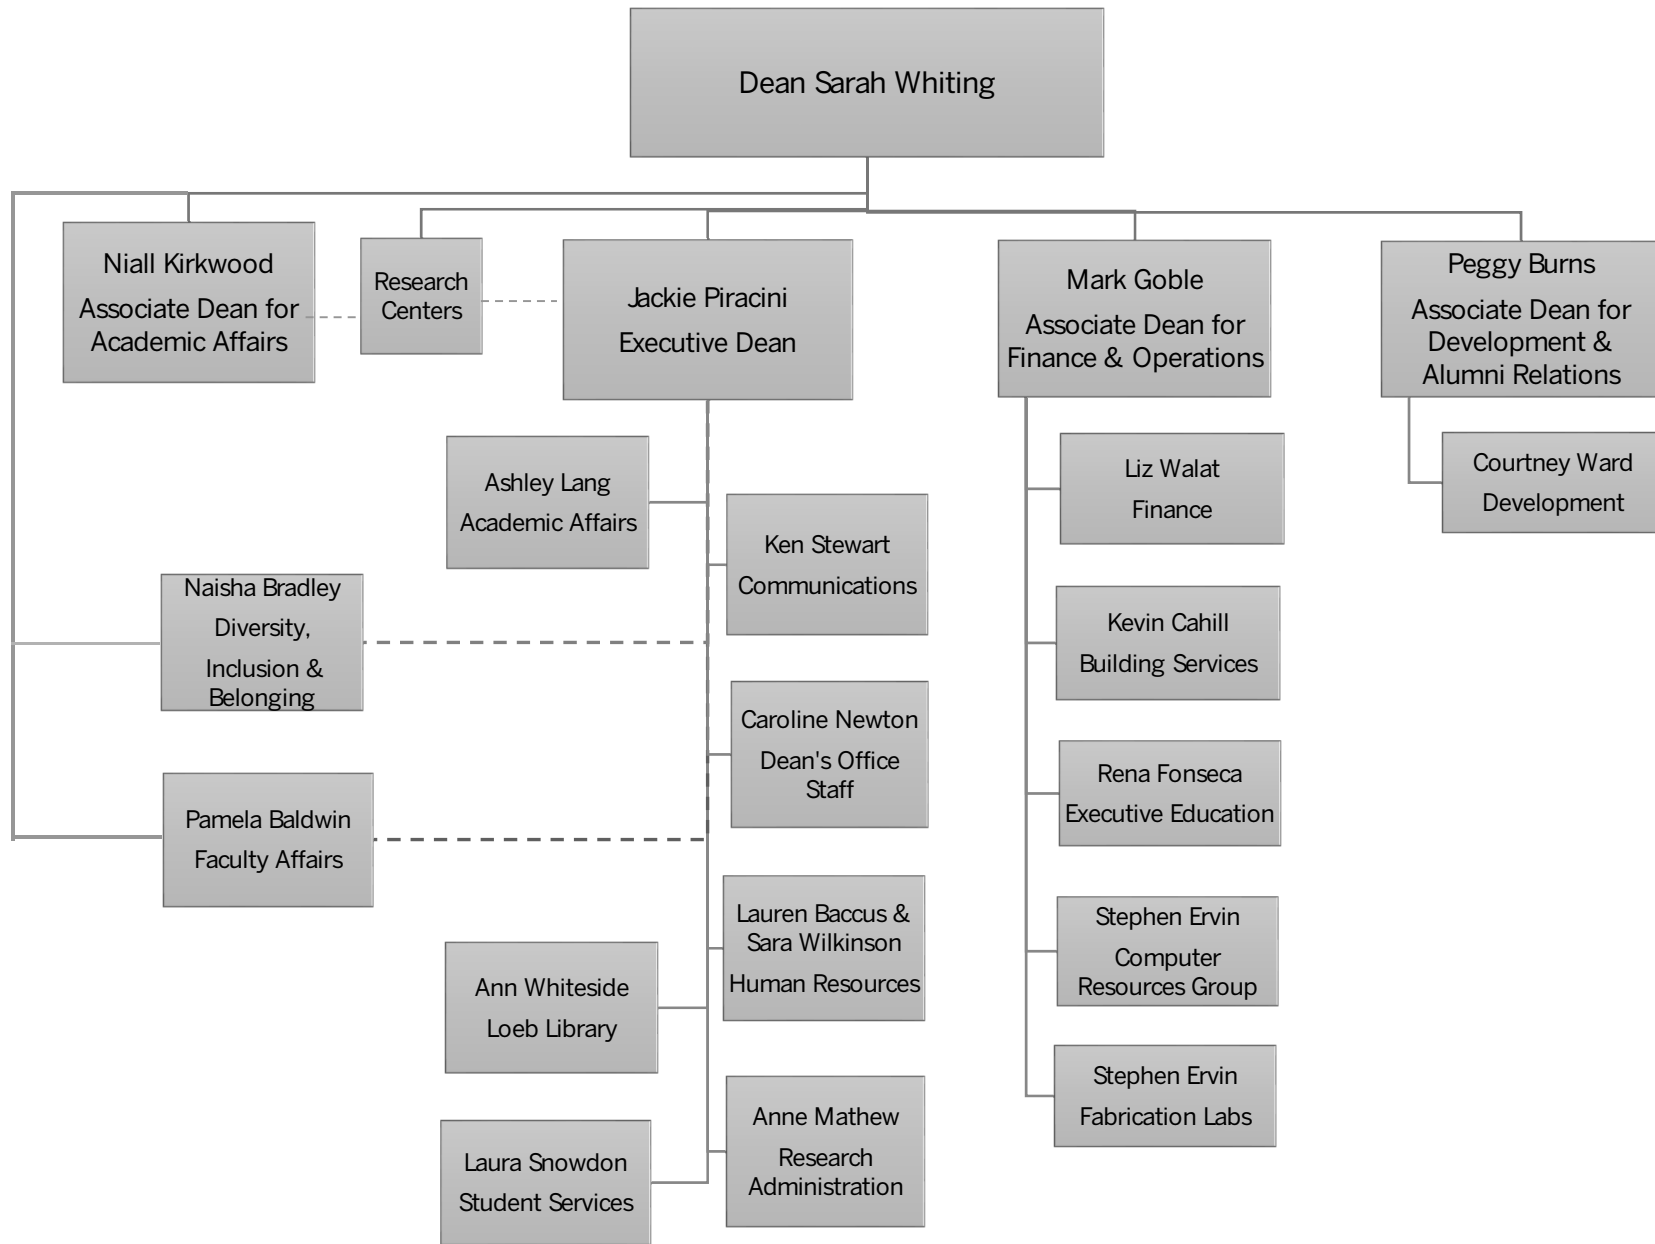 Dean Sarah Whiting
Niall Kirkwood
Associate Dean for
Academic Affairs
Research
Centers
Jackie Piracini
Executive Dean
Mark Goble
Associate Dean for
Finance & Operations
Peggy Burns
Associate Dean for
Development &
Alumni Relations
Ashley Lang
Academic Affairs
Ken Stewart
Communications
Liz Walat
Finance
Courtney Ward
Development
Naisha Bradley
Diversity,
Inclusion &
Belonging
Kevin Cahill
Building Services
Caroline Newton
Dean's Office
Staff
Pamela Baldwin
Faculty Affairs
Rena Fonseca
Executive Education
Lauren Baccus &
Sara Wilkinson
Human Resources
Stephen Ervin
Computer
Resources Group
Ann Whiteside
Loeb Library
Anne Mathew
Research
Administration
Stephen Ervin
Fabrication Labs
Laura Snowdon
Student Services